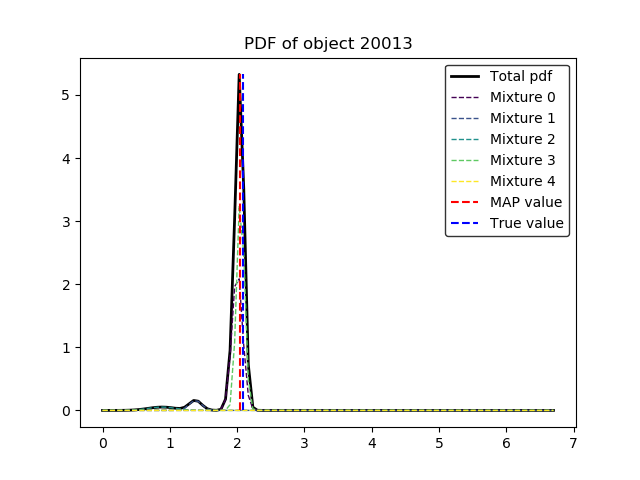 PDF of object 20013
Total pdf
Mixture 0
Mixture 1
Mixture 2
Mixture 3
Mixture 4
MAP value
True value
5
4
3
2
1
0
0 1 2 3 4 5 6 7